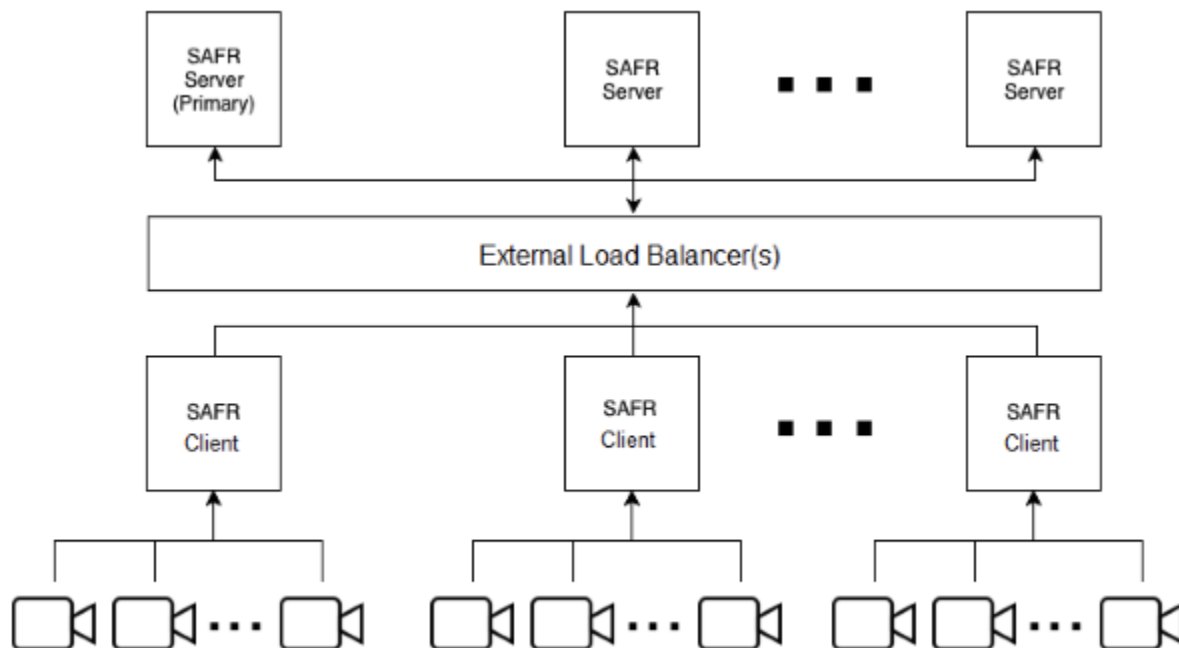 SAFR
Server
(Primary)
SAFR
Server
SAFR
Server
External Load Balancer(s)
SAFR
Client
SAFR
Client
SAFR
Client